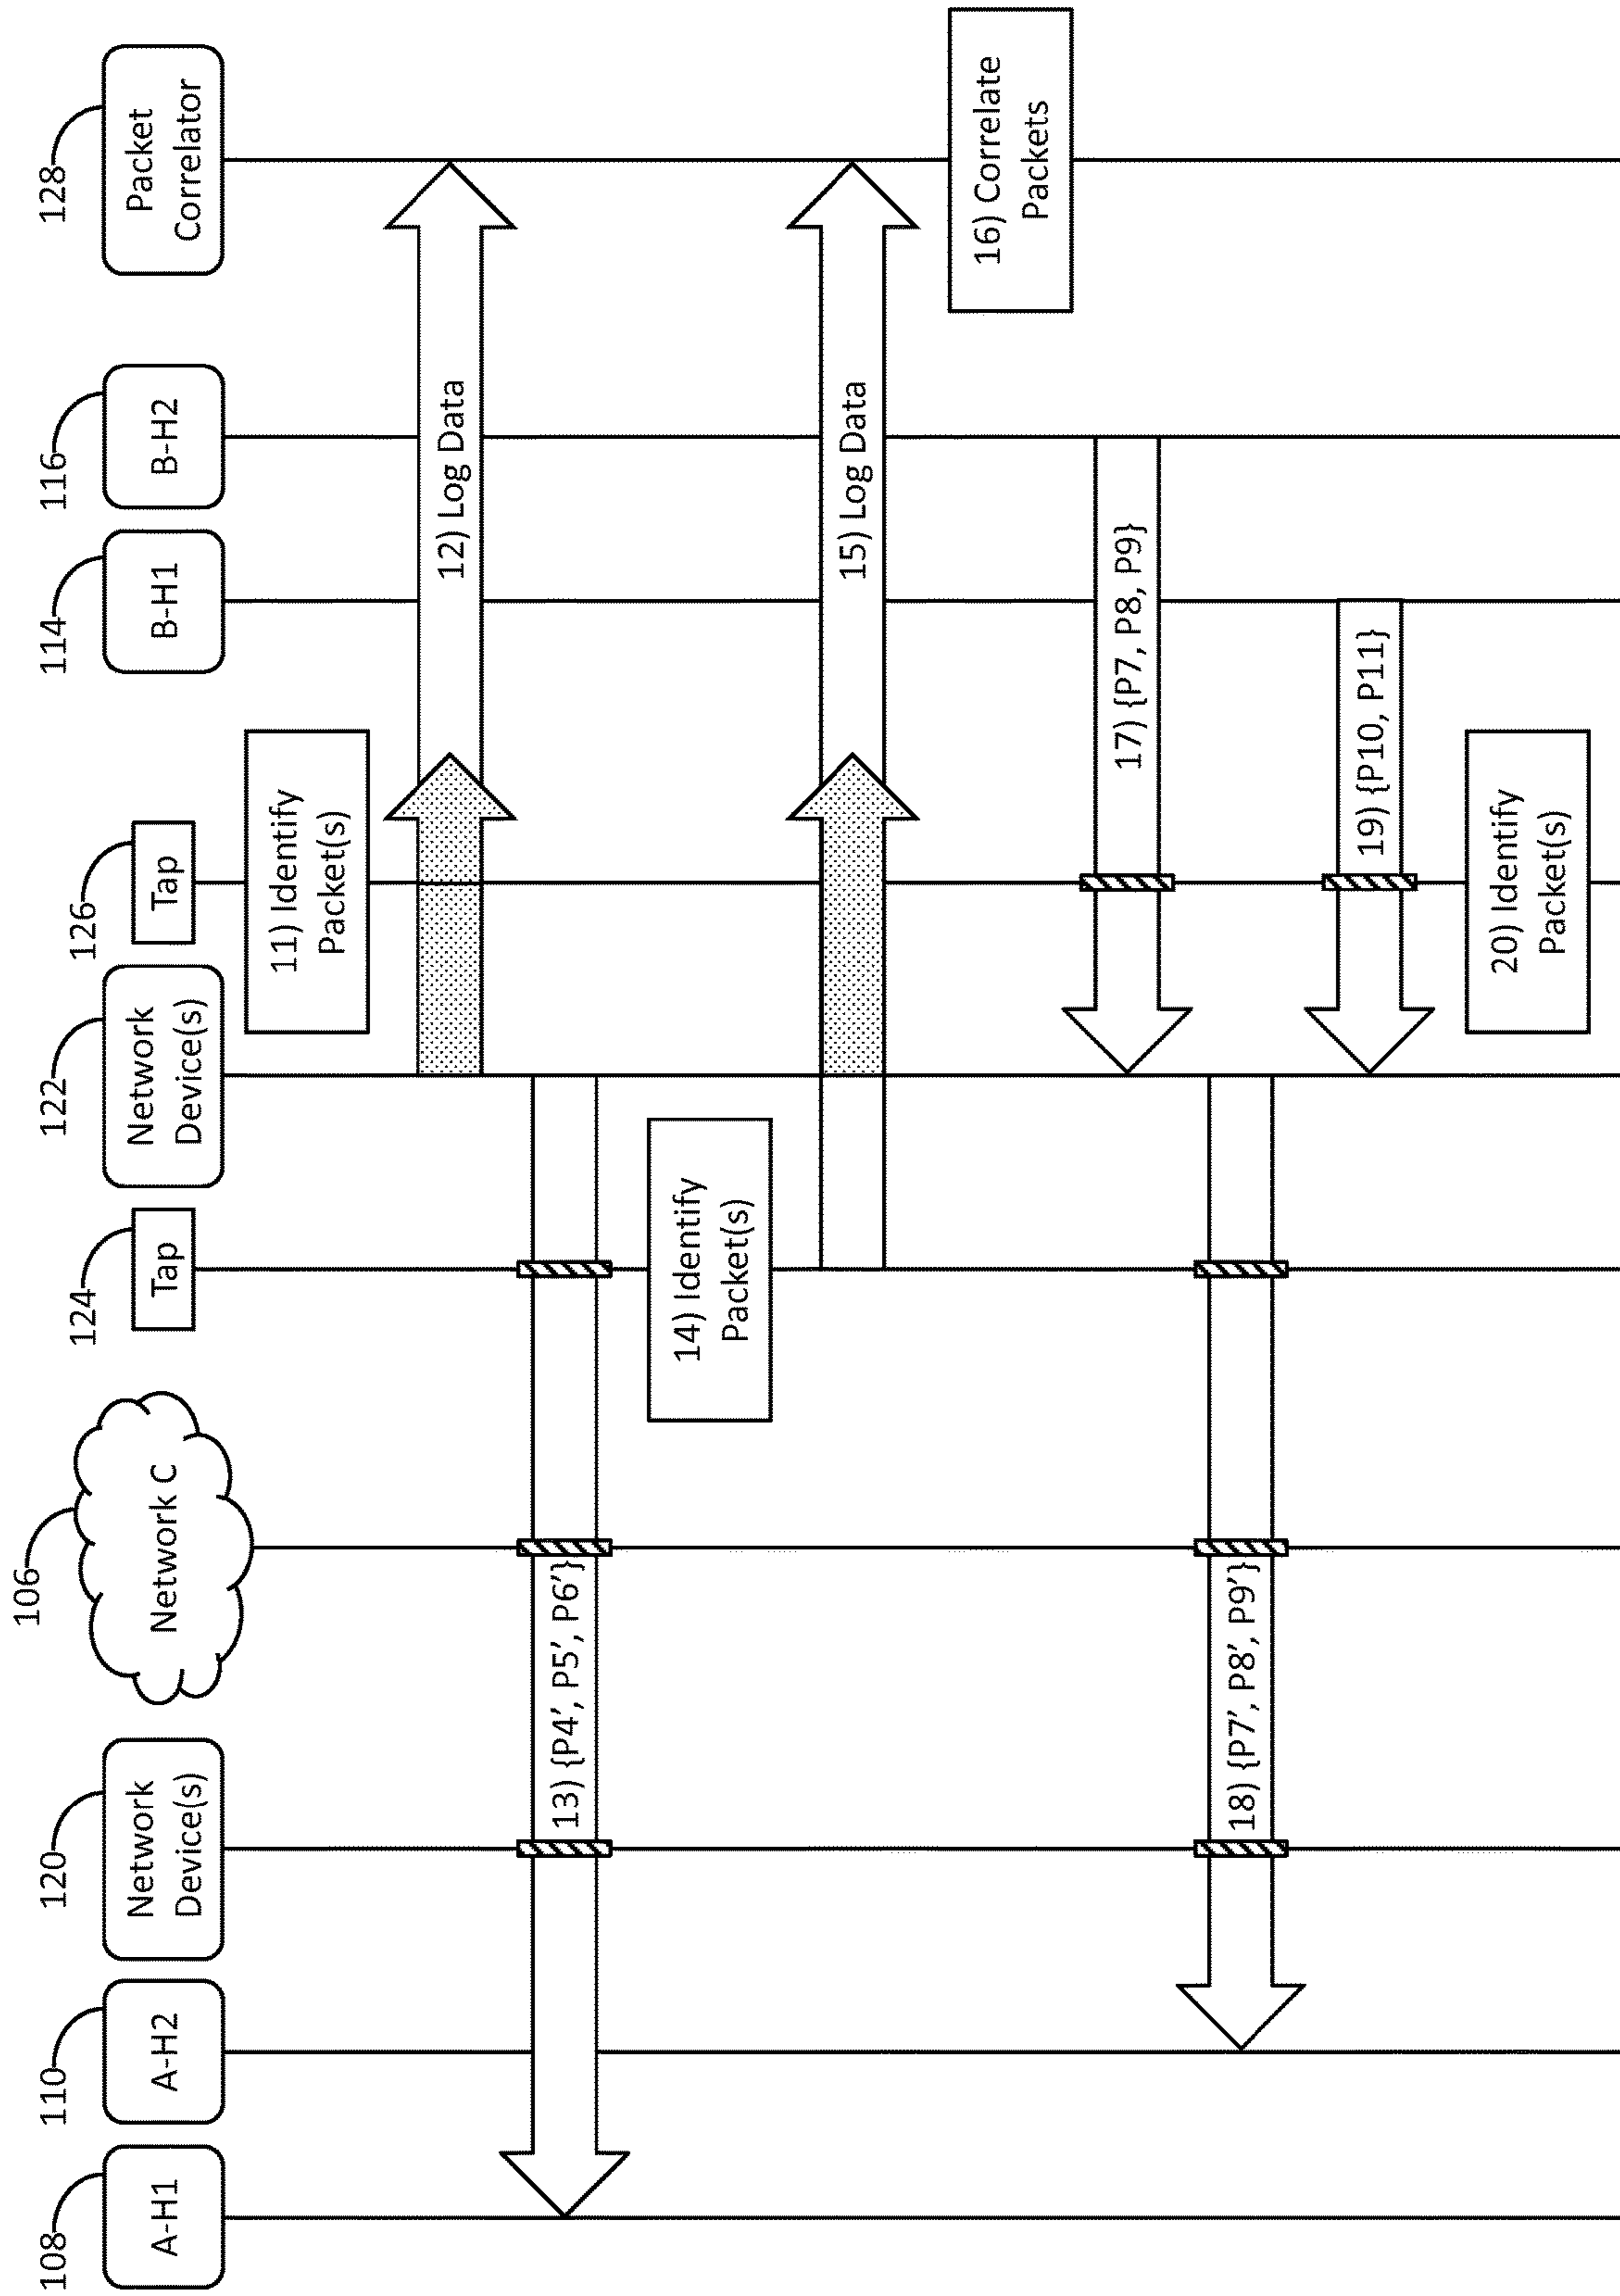 108
110
120
106
124
122
126
114
116
128
A-H1
A-H2
Network
Device(s)
Network C
Tap
Network
Device(s)
Tap
B-H1
B-H2
Packet
Correlator
11) Identify
Packet(s)
12) Log Data
13) {P4’, P5’, P6’}
14) Identify
Packet(s)
15) Log Data
16) Correlate
Packets
17) {P7, P8, P9}
18) {P7’, P8’, P9’}
19) {P10, P11}
20) Identify
Packet(s)